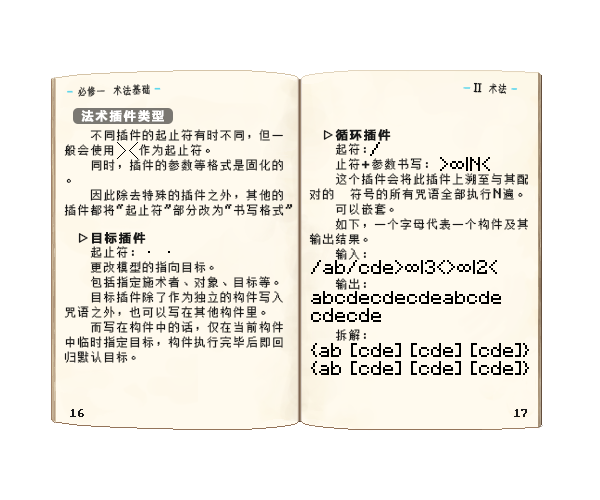 - 必修一 术法基础 -
法术插件类型
不同插件的起止符有时不同，但一
般会使用><作为起止符。
同时，插件的参数等格式是固化的
。
因此除去特殊的插件之外，其他的
插件都将“起止符”部分改为“书写格式”
▷目标插件
起止符：· ·
更改模型的指向目标。
包括指定施术者、对象、目标等。
目标插件除了作为独立的构件写入
咒语之外，也可以写在其他构件里。
而写在构件中的话，仅在当前构件
中临时指定目标，构件执行完毕后即回
归默认目标。
16
- II 术法 -
▷循环插件
起符：/
止符+参数书写：>∞|N<
这个插件会将此插件上溯至与其配
对的 符号的所有咒语全部执行N遍。
可以嵌套。
如下，一个字母代表一个构件及其
输出结果。
输入：
/ab/cde>∞|3<>∞|2<
输出：
abcdecdecdeabcde
cdecde
拆解：
{ab [cde] [cde] [cde]}
{ab [cde] [cde] [cde]}
17